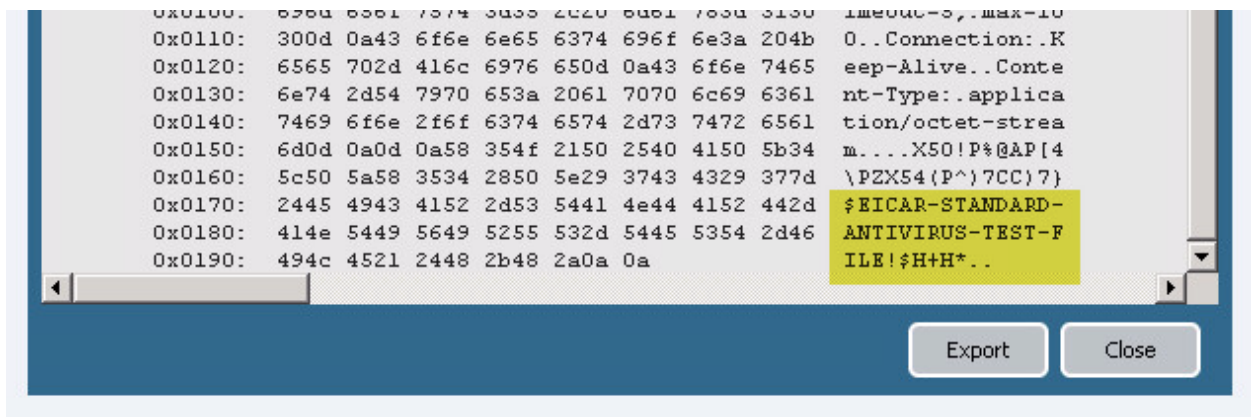 0x0110: 300d 0a43 6f6e 6e65 6374 696f 6e3a 204b 0..Connection:.K
0x0120: 6565 702d 416c 6976 650d 0a43 6f6e 7465 eep-Alive..Conte
0x0130: 6e74 2d54 7970 653a 2061 7070 6c69 6361 nt-Type:.applica
0x0140: 7469 6f6e 2f6f 6374 6574 2d73 7472 6561 tion/octet-strea
0x0150: 6d0d 0a0d 0a58 354f 2150 2540 4150 5b34 m....X5O!P%@AP[4
0x0160: 5c50 5a58 3534 2850 5e29 3743 4329 377d \PZX54(P^)7CC)7}
0x0170: 2445 4943 4152 2d53 5441 4e44 4152 442d $EICAR-STANDARD-
0x0180: 414e 5449 5649 5255 532d 5445 5354 2d46 ANTIVIRUS-TEST-F
0x0190: 494c 4521 2448 2b48 2a0a 0a ILE!$H+H*..
Export Close